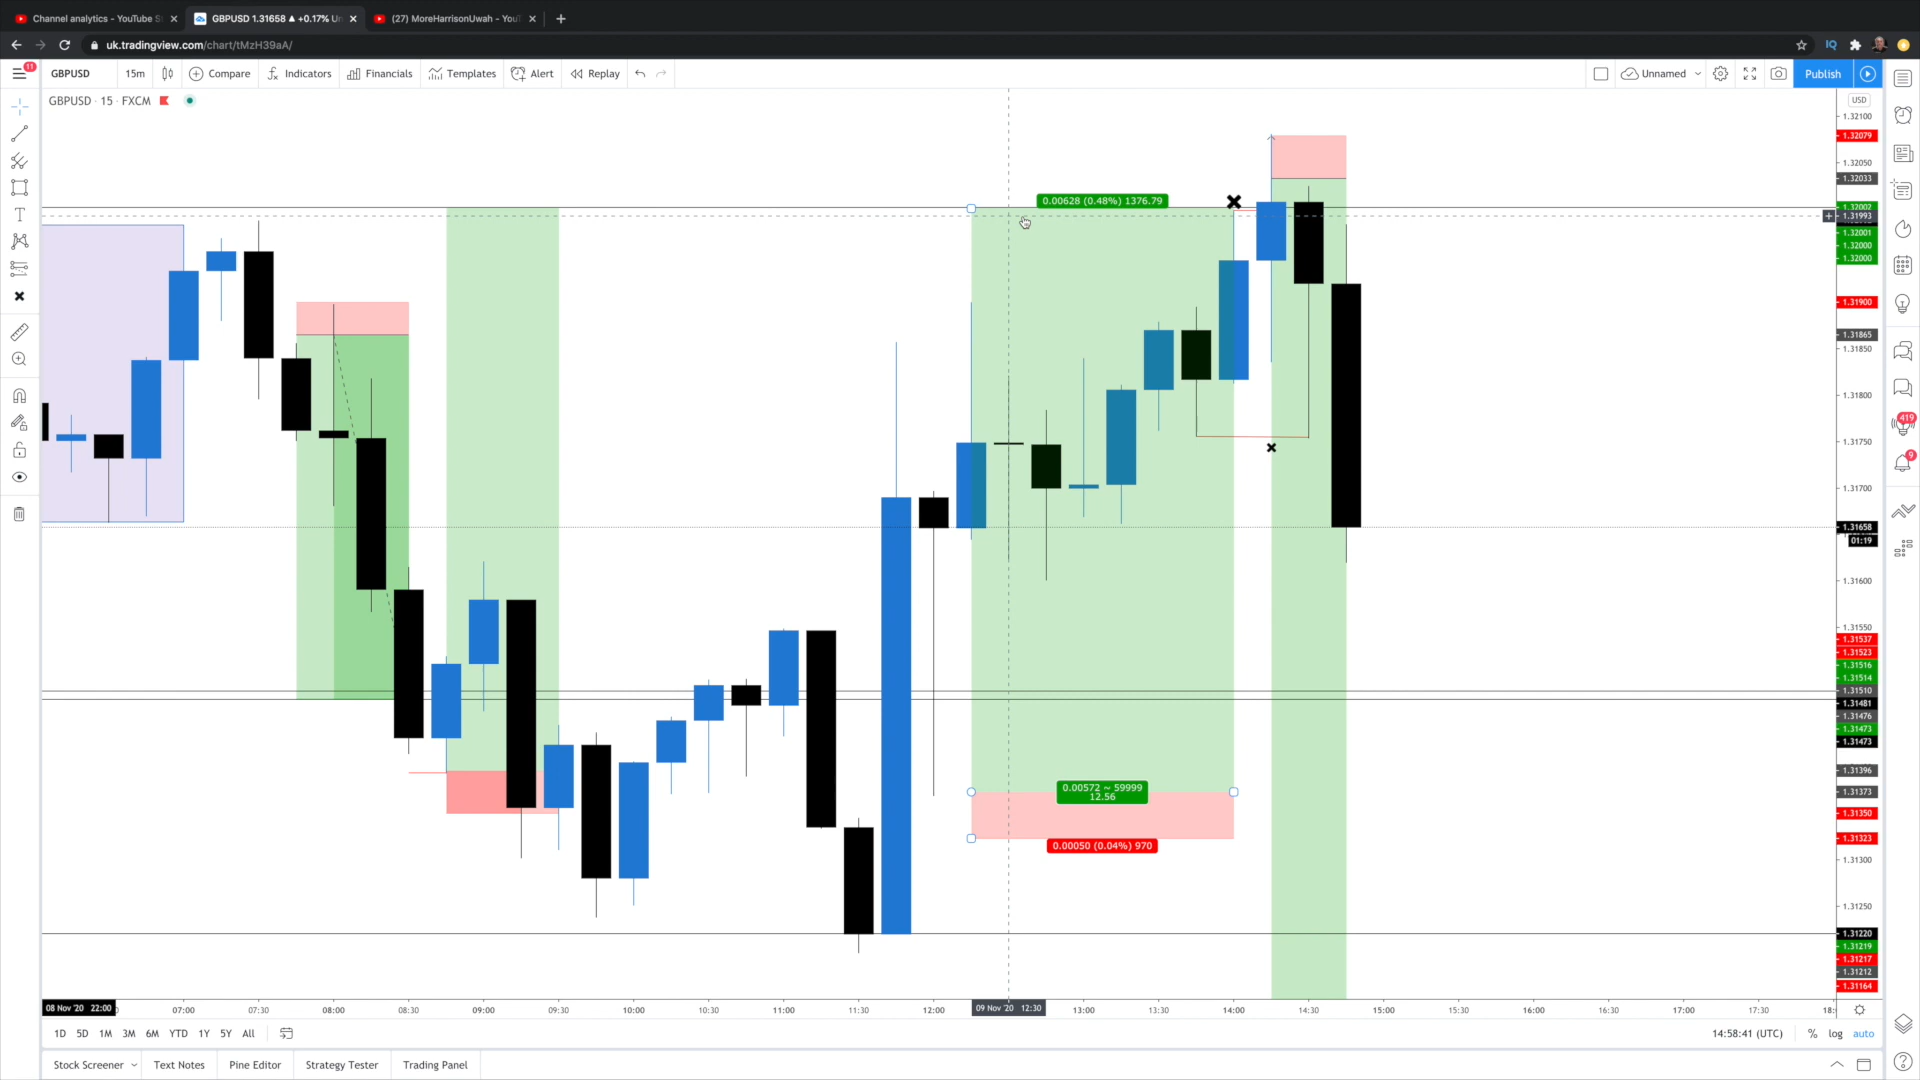 Channel analytics - YouTube S
GBPUSD 1.31658 ▲ +0.17% Un
(27) MoreHarrisonUwah - YouT
uk.tradingview.com/chart/tMzH39aA/
11
GBPUSD
15m
Compare
Indicators
Financials
Templates
Alert
Replay
Unnamed
Publish
GBPUSD · 15 · FXCM
USD
1.32100
1.32079
1.32050
1.32033
0.00628 (0.48%) 1376.79
1.32002
1.31993
1.32001
1.32000
1.32000
1.31900
1.31865
1.31850
1.31800
419
1.31750
9
1.31700
1.31658
01:19
1.31600
1.31550
1.31537
1.31523
1.31516
1.31514
1.31510
1.31481
1.31476
1.31473
1.31473
1.31396
0.00572 ~ 59999
12.56
1.31373
1.31350
1.31323
0.00050 (0.04%) 970
1.31300
1.31250
1.31220
1.31219
1.31217
1.31212
1.31164
08 Nov '20 22:00
07:00 07:30 08:00 08:30 09:00 09:30 10:00 10:30 11:00 11:30 12:00 09 Nov '20 12:30 13:00 13:30 14:00 14:30 15:00 15:30 16:00 16:30 17:00 17:30 18:
1D 5D 1M 3M 6M YTD 1Y 5Y All
14:58:41 (UTC) % log auto
Stock Screener Text Notes Pine Editor Strategy Tester Trading Panel